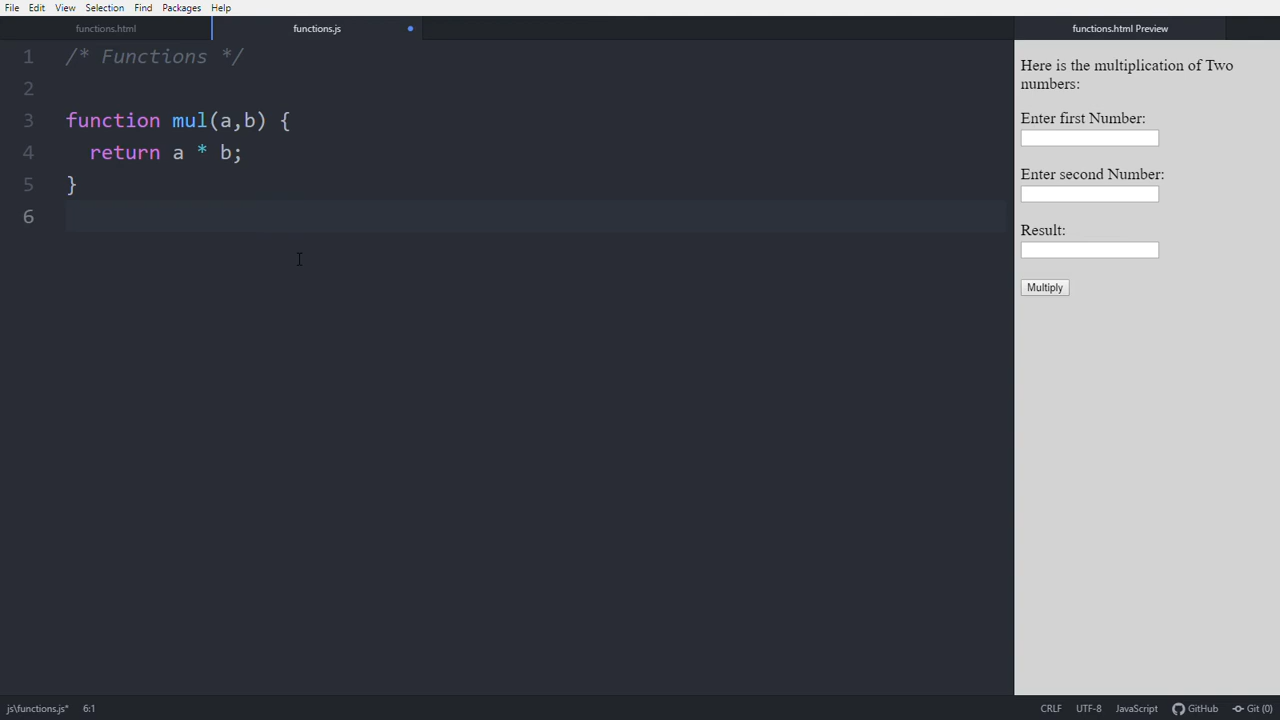 File Edit View Selection Find Packages Help
functions.html functions.js functions.html Preview
1 /* Functions */
2
3 function mul(a,b) {
4 return a * b;
5 }
6
Here is the multiplication of Two
numbers:
Enter first Number:
Enter second Number:
Result:
Multiply
js\functions.js* 6:1 CRLF UTF-8 JavaScript GitHub Git (0)